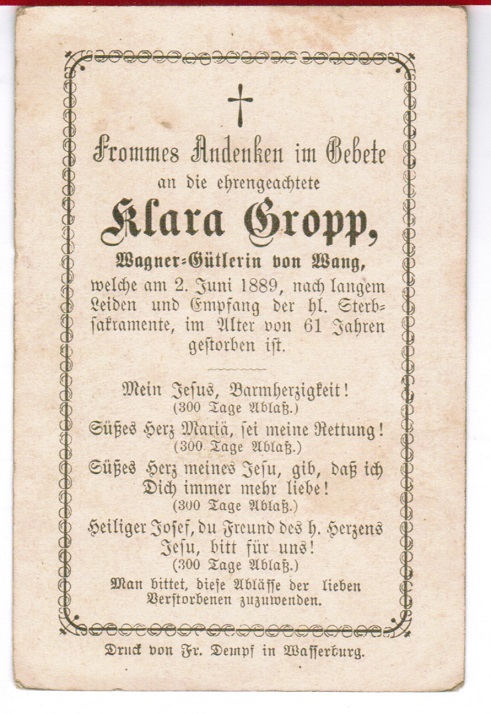 Frommes Andenken im Gebete
an die ehrengeachtete
Klara Gropp,
Wagner=Gütlerin von Wang,
welche am 2. Juni 1889, nach langem
Leiden und Empfang der hl. Sterb=
sakramente, im Alter von 61 Jahren
gestorben ist.
Mein Jesus, Barmherzigkeit!
(300 Tage Ablaß.)
Süßes Herz Mariä, sei meine Rettung!
(300 Tage Ablaß.)
Süßes Herz meines Jesu, gib, daß ich
Dich immer mehr liebe!
(300 Tage Ablaß.)
Heiliger Josef, du Freund des h. Herzens
Jesu, bitt für uns!
(300 Tage Ablaß.)
Man bittet, diese Ablässe der lieben
Verstorbenen zuzuwenden.
Druck von Fr. Dempf in Wasserburg.